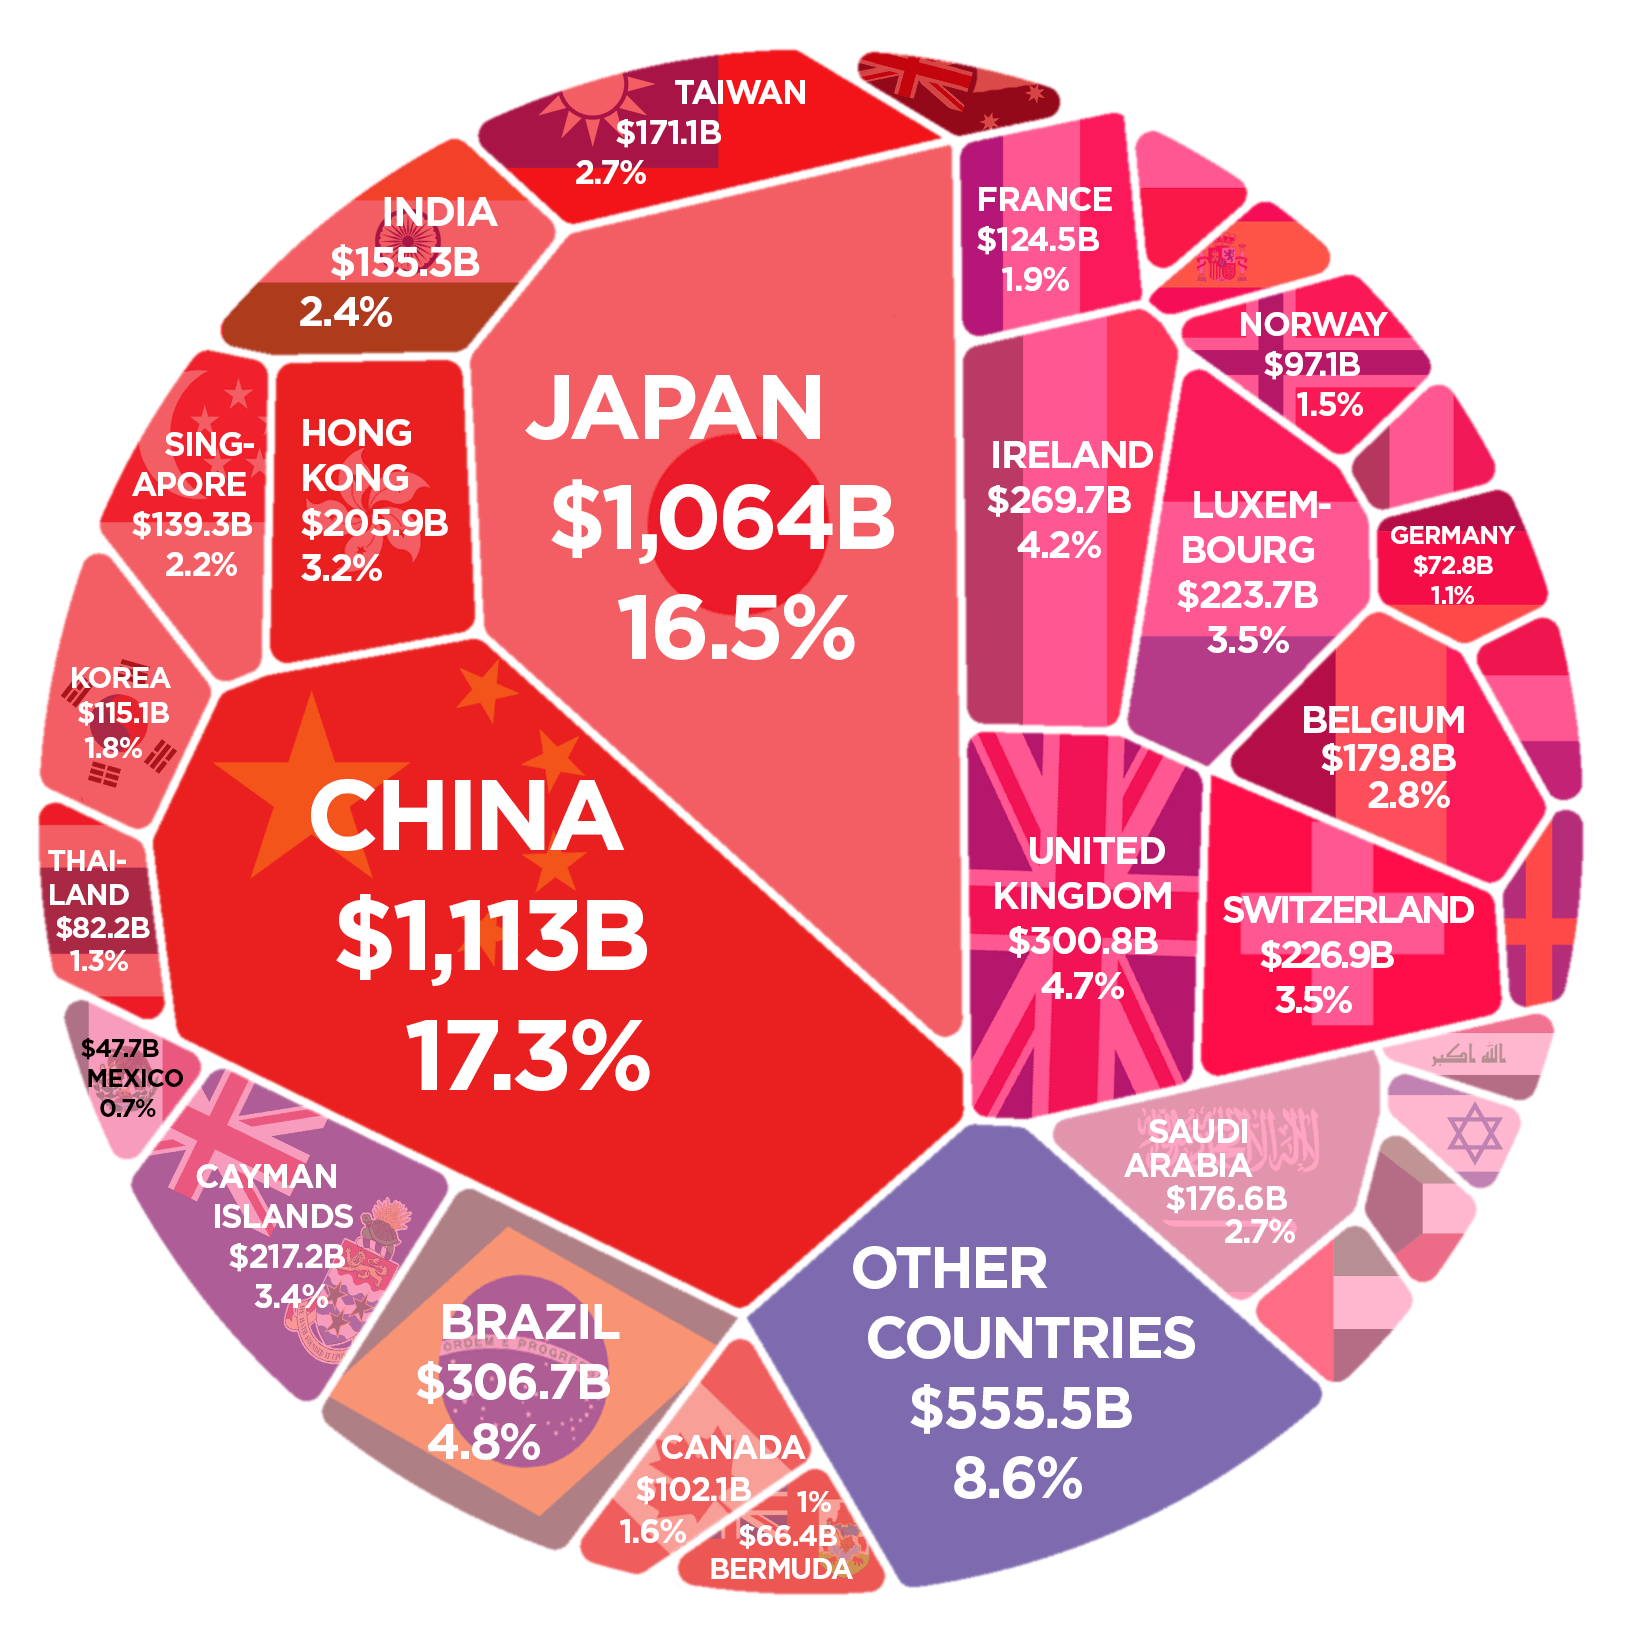 TAIWAN
$171.1B
2.7%
INDIA
$155.3B
2.4%
FRANCE
$124.5B
1.9%
NORWAY
$97.1B
1.5%
SING-
APORE
$139.3B
2.2%
HONG
KONG
$205.9B
3.2%
JAPAN
$1,064B
16.5%
IRELAND
$269.7B
4.2%
LUXEM-
BOURG
$223.7B
3.5%
GERMANY
$72.8B
1.1%
KOREA
$115.1B
1.8%
BELGIUM
$179.8B
2.8%
CHINA
$1,113B
17.3%
THAI-
LAND
$82.2B
1.3%
UNITED
KINGDOM
$300.8B
4.7%
SWITZERLAND
$226.9B
3.5%
$47.7B
MEXICO
0.7%
الله اكبر
SAUDI
ARABIA
$176.6B
2.7%
CAYMAN
ISLANDS
$217.2B
3.4%
BRAZIL
ORDEM E PROGRE
$306.7B
4.8%
OTHER
COUNTRIES
$555.5B
8.6%
CANADA
$102.1B
1.6%
1%
$66.4B
BERMUDA